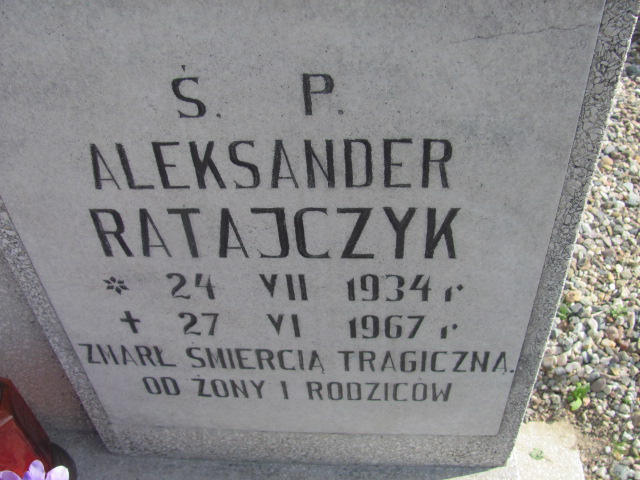 Ś. P.
ALEKSANDER
RATAJCZYK
* 24 VII 1934 r
+ 27 VI 1967 r
ZMARŁ ŚMIERCIĄ TRAGICZNĄ.
OD ŻONY I RODZICÓW